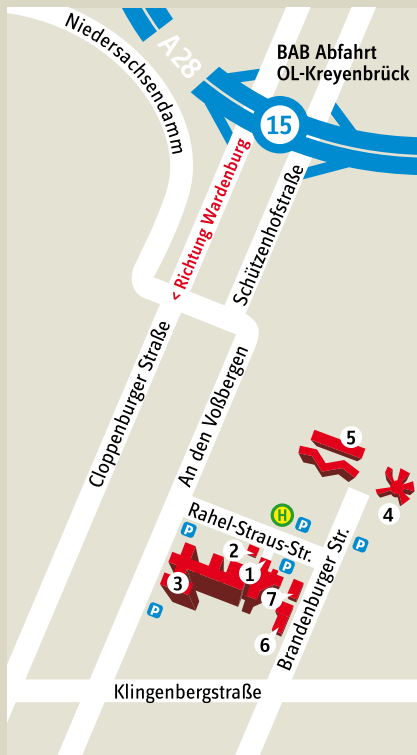 Niedersachsendamm
A28
BAB Abfahrt
OL-Kreyenbrück
15
< Richtung Wardenburg
Schützenhofstraße
Cloppenburger Straße
An den Voßbergen
5
4
H
P
Rahel-Straus-Str.
P
P
P
2
1
3
7
P
6
Brandenburger Str.
Klingenbergstraße